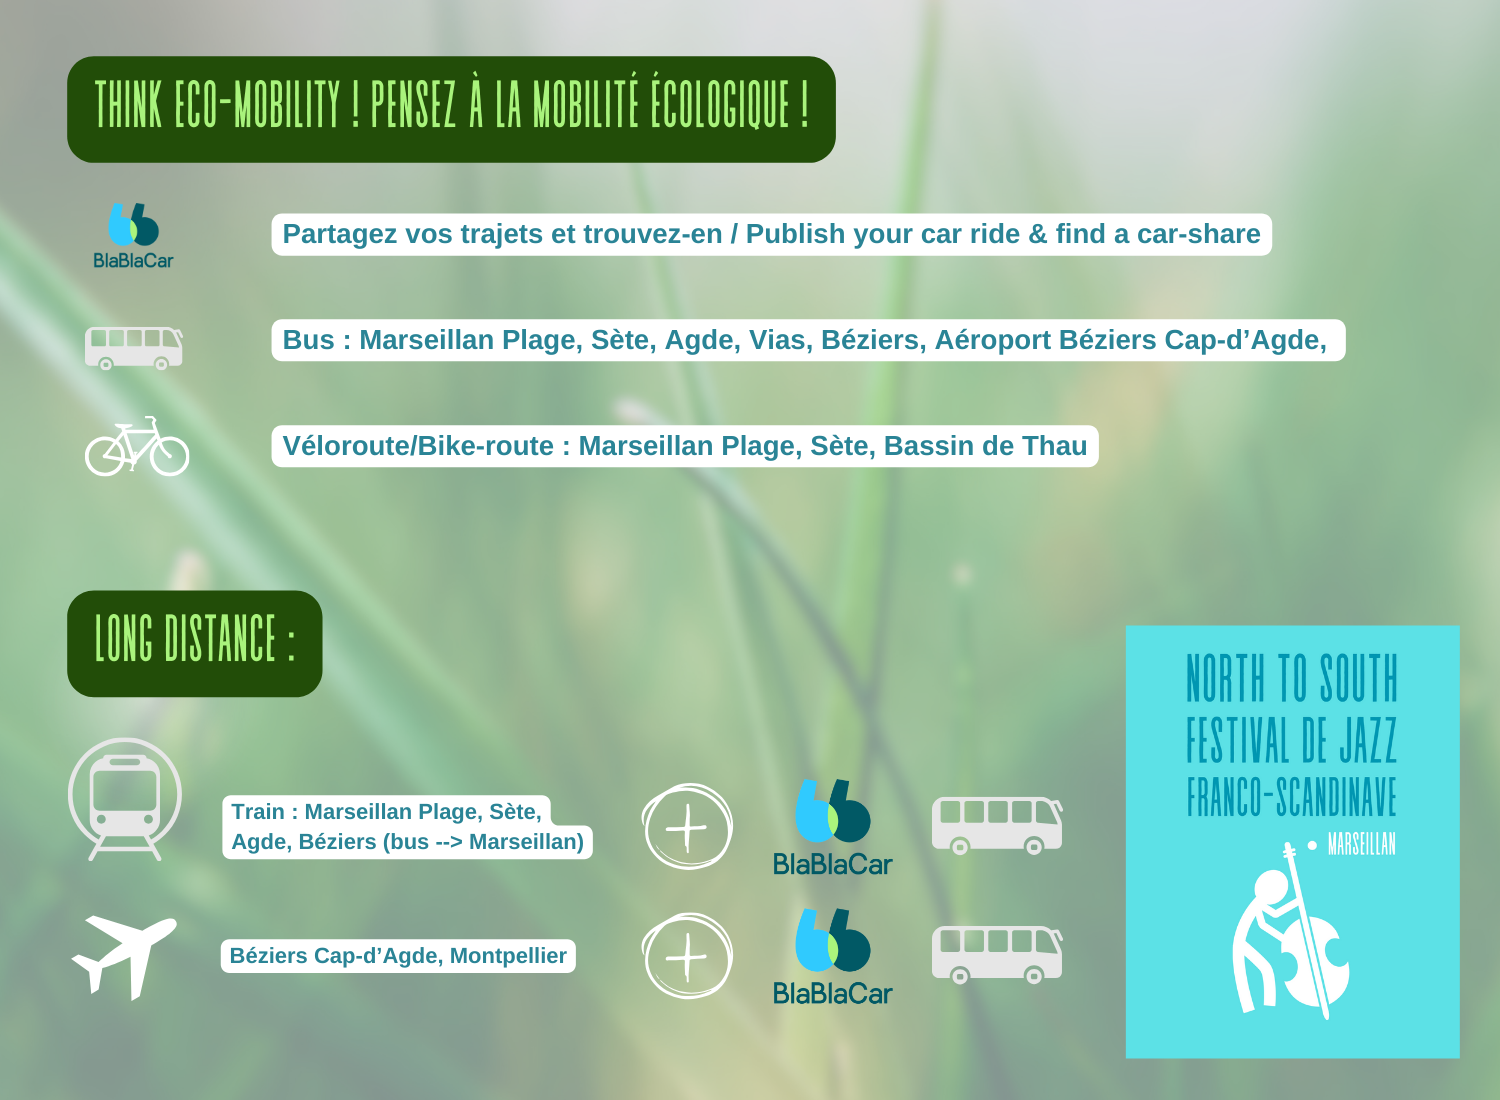 THINK ECO-MOBILITY ! PENSEZ À LA MOBILITÉ ÉCOLOGIQUE !
BlaBlaCar
Partagez vos trajets et trouvez-en / Publish your car ride & find a car-share
Bus : Marseillan Plage, Sète, Agde, Vias, Béziers, Aéroport Béziers Cap-d’Agde,
Véloroute/Bike-route : Marseillan Plage, Sète, Bassin de Thau
LONG DISTANCE :
Train : Marseillan Plage, Sète,
Agde, Béziers (bus --> Marseillan)
BlaBlaCar
Béziers Cap-d’Agde, Montpellier
BlaBlaCar
NORTH TO SOUTH
FESTIVAL DE JAZZ
FRANCO-SCANDINAVE
• MARSEILLAN